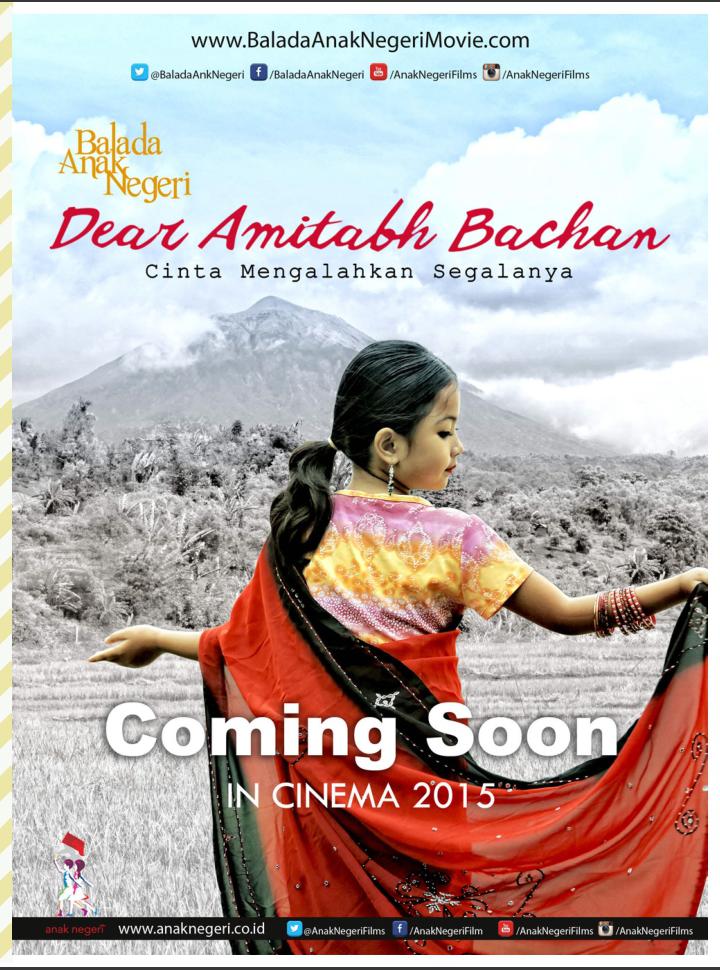 www.BaladaAnakNegeriMovie.com
@BaladaAnkNegeri /BaladaAnakNegeri /AnakNegeriFilms /AnakNegeriFilms
Balada
Anak
Negeri
Dear Amitabh Bachan
Cinta Mengalahkan Segalanya
Coming Soon
IN CINEMA 2015
anak negeri www.anaknegeri.co.id @AnakNegeriFilms /AnakNegeriFilm /AnakNegeriFilms /AnakNegeriFilms